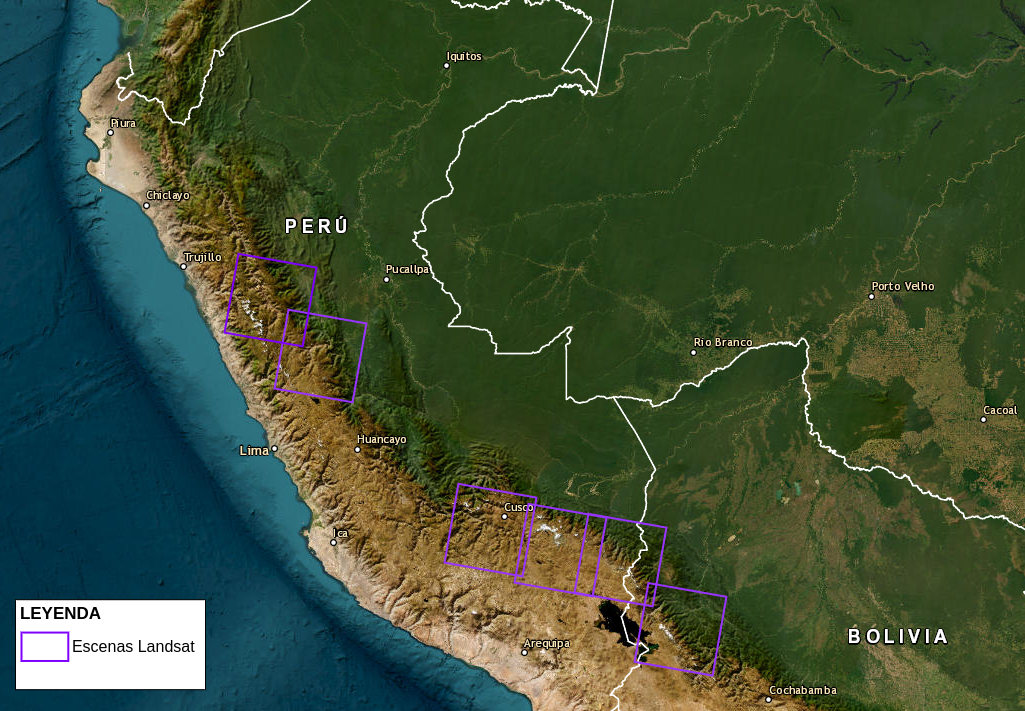 Iquitos
Piura
Chiclayo
PERÚ
Trujillo
Pucallpa
Porto Velho
Rio Branco
Cacoal
Huancayo
Lima
Cusco
Ica
LEYENDA
Escenas Landsat
Arequipa
BOLIVIA
Cochabamba